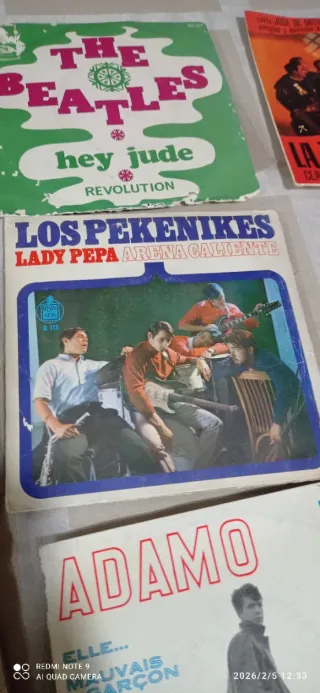 THE
BEATLES
hey jude
REVOLUTION
LA
LOS PEKENIKES
LADY PEPA ARENA CALIENTE
ADAMO
ELLE...
MAUVAIS
GARÇON
REDMI NOTE 9
AI QUAD CAMERA
2026/2/5 12:33